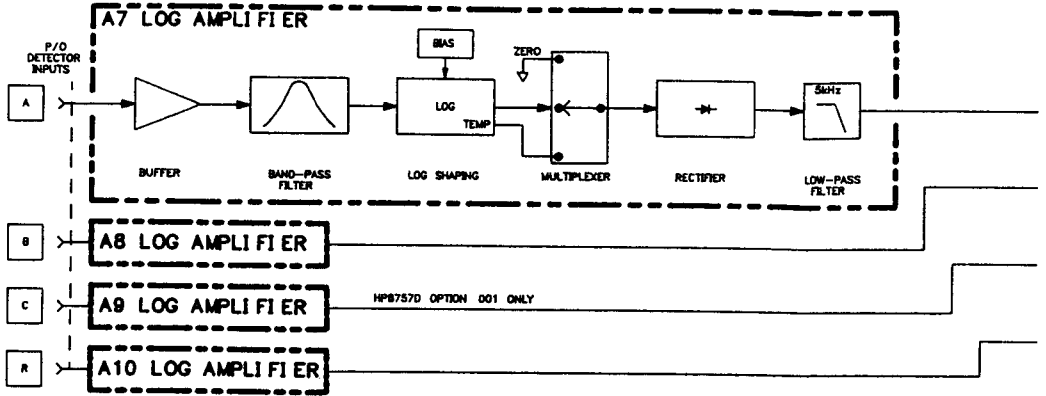 A7 LOG AMPLIFIER
P/O
DETECTOR
INPUTS
BIAS
ZERO
A
LOG
TEMP
5kHz
BUFFER
BAND-PASS
FILTER
LOG SHAPING
MULTIPLEXER
RECTIFIER
LOW-PASS
FILTER
B
A8 LOG AMPLIFIER
C
A9 LOG AMPLIFIER
HP8757D OPTION 001 ONLY
R
A10 LOG AMPLIFIER